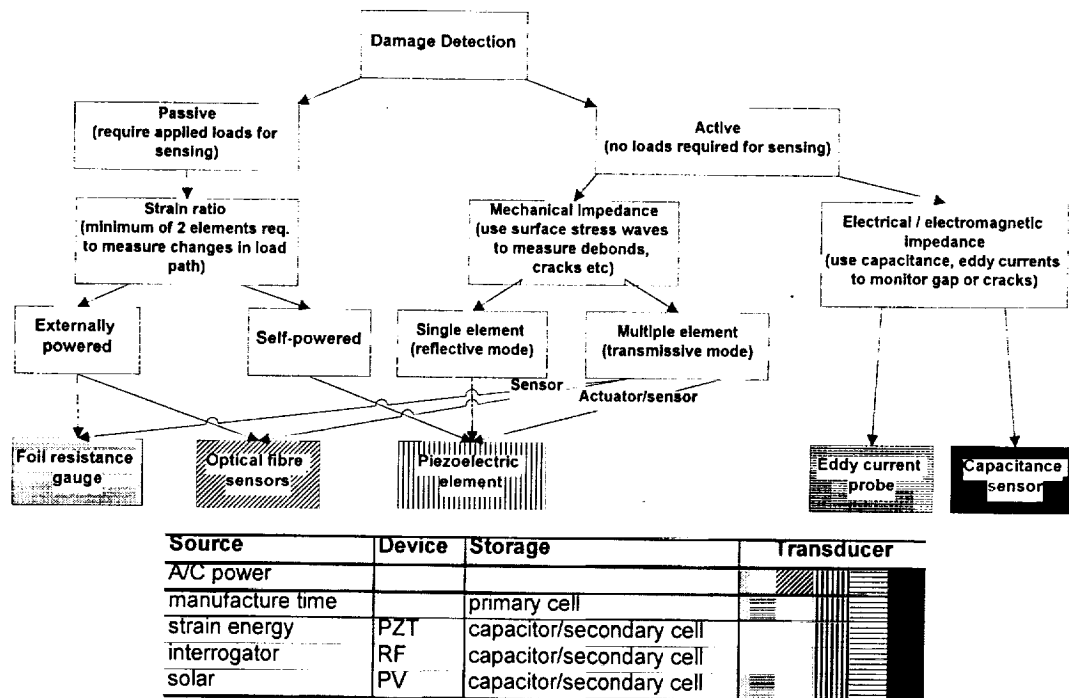 Damage Detection
Passive
(require applied loads for
sensing)
Active
(no loads required for sensing)
Strain ratio
(minimum of 2 elements req.
to measure changes in load
path)
Mechanical impedance
(use surface stress waves
to measure debonds,
cracks etc)
Electrical / electromagnetic
impedance
(use capacitance, eddy currents
to monitor gap or cracks)
Externally
powered
Self-powered
Single element
(reflective mode)
Multiple element
(transmissive mode)
Sensor
Actuator/sensor
Foil resistance
gauge
Optical fibre
sensors
Piezoelectric
element
Eddy current
probe
Capacitance
sensor
Source Device Storage Transducer
A/C power
manufacture time primary cell
strain energy PZT capacitor/secondary cell
interrogator RF capacitor/secondary cell
solar PV capacitor/secondary cell